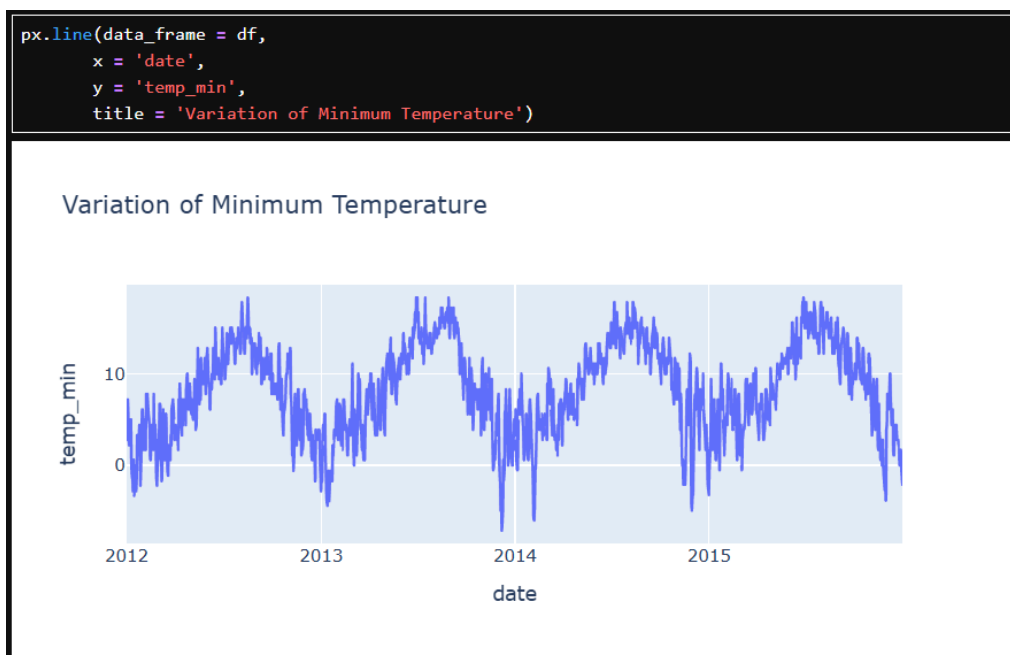 px.line(data_frame = df,
x = 'date',
y = 'temp_min',
title = 'Variation of Minimum Temperature')
Variation of Minimum Temperature
temp_min
10
0
2012 2013 2014 2015
date